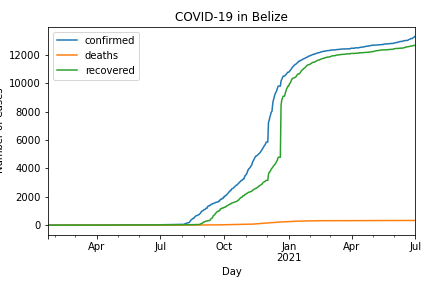 COVID-19 in Belize
confirmed
deaths
recovered
12000
10000
8000
6000
4000
2000
0
Apr
Jul
Oct
Jan
2021
Apr
Jul
Day